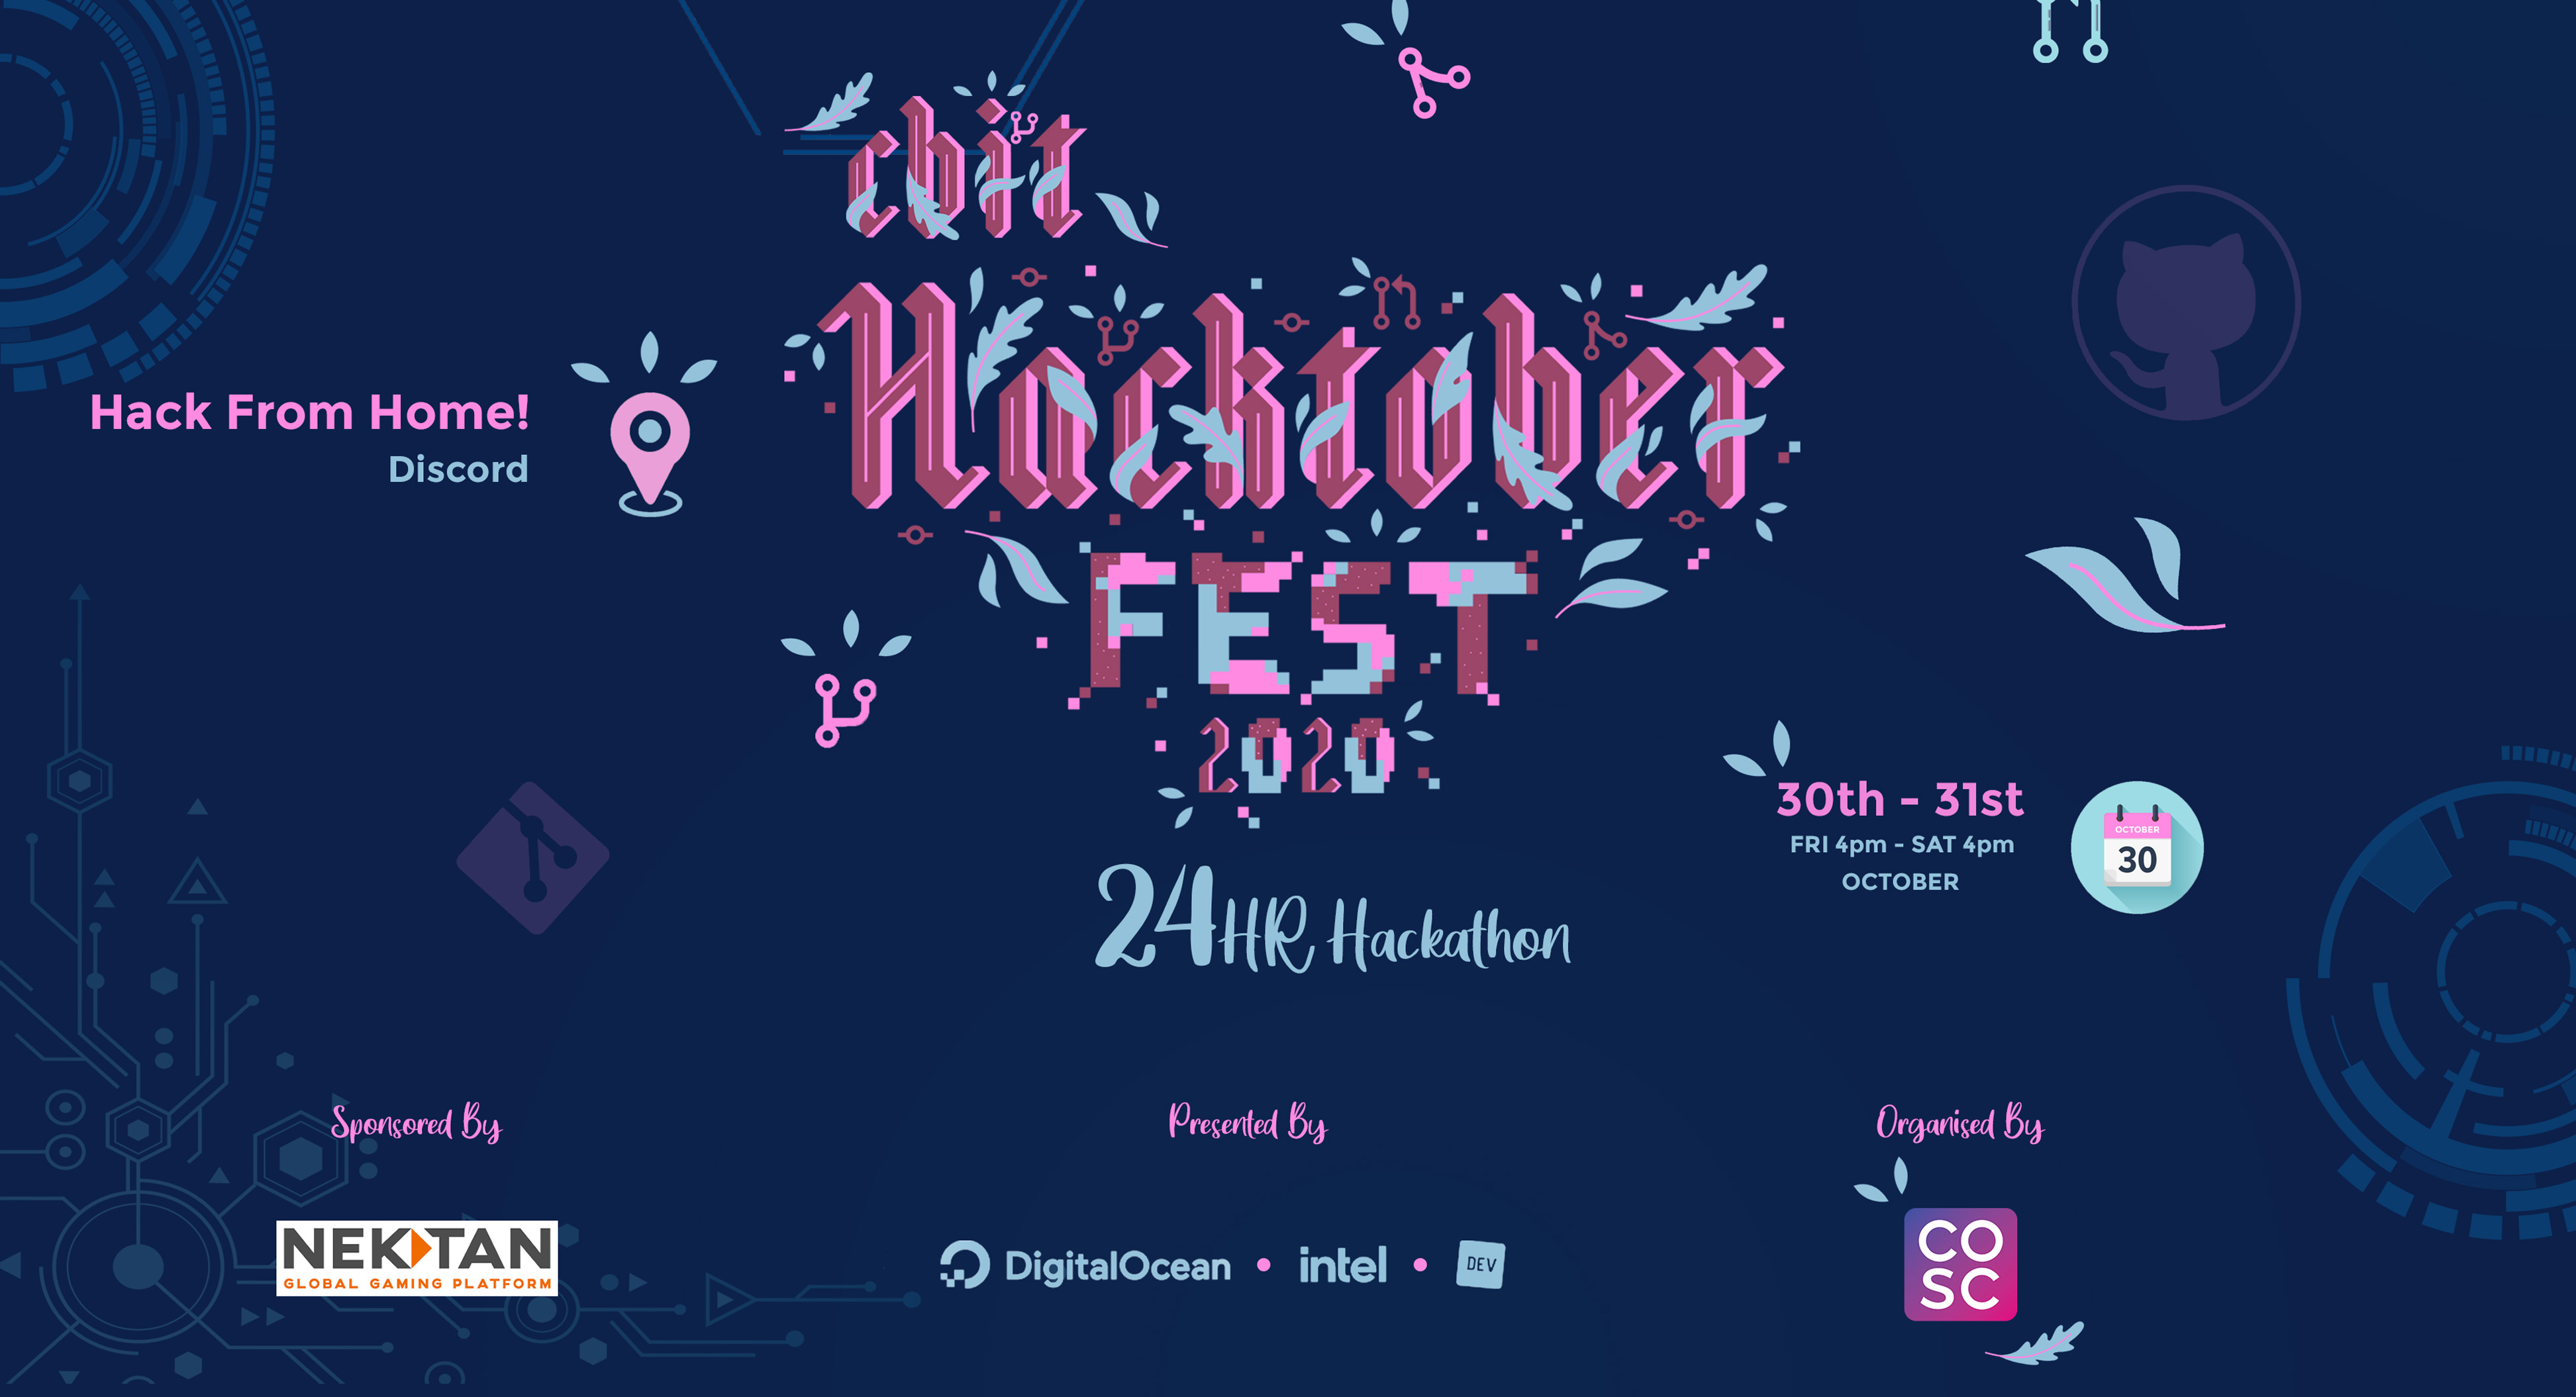 cbit
Hacktober
FEST
2020
Hack From Home!
Discord
24HR Hackathon
30th - 31st
FRI 4pm - SAT 4pm
OCTOBER
OCTOBER
30
Sponsored By
NEKTAN
GLOBAL GAMING PLATFORM
Presented By
DigitalOcean • intel • DEV
Organised By
CO
SC